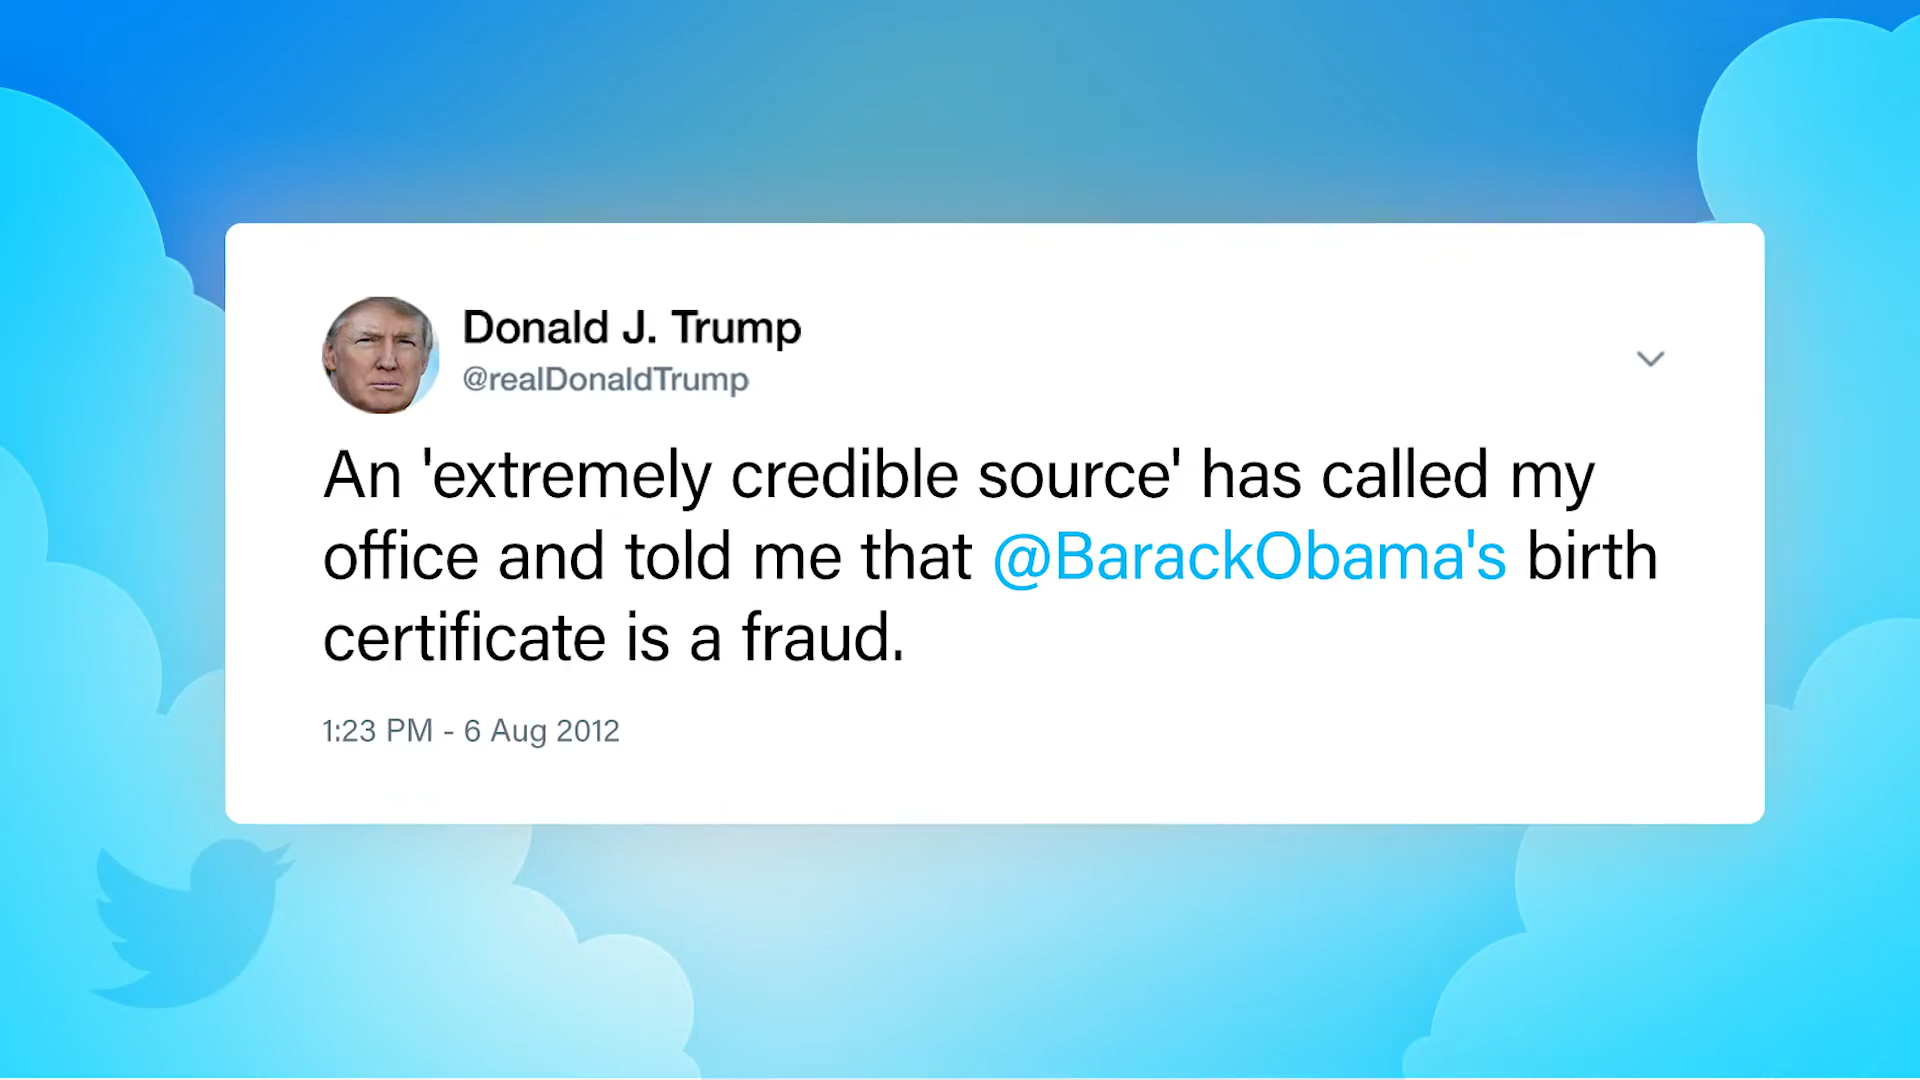 Donald J. Trump
@realDonaldTrump
An 'extremely credible source' has called my
office and told me that @BarackObama's birth
certificate is a fraud.
1:23 PM - 6 Aug 2012